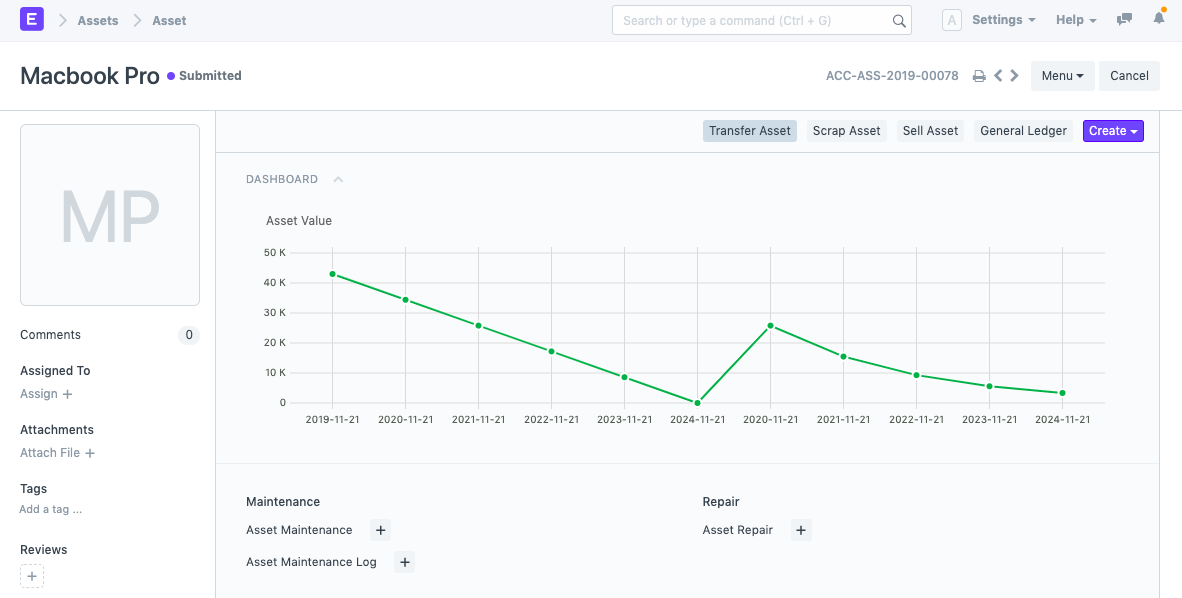 E Assets Asset Search or type a command (Ctrl + G) A Settings Help
Macbook Pro Submitted ACC-ASS-2019-00078 Menu Cancel
Transfer Asset Scrap Asset Sell Asset General Ledger Create
MP
Comments 0
Assigned To
Assign +
Attachments
Attach File +
Tags
Add a tag ...
Reviews
+
DASHBOARD
Asset Value
50 K
40 K
30 K
20 K
10 K
0
2019-11-21 2020-11-21 2021-11-21 2022-11-21 2023-11-21 2024-11-21 2020-11-21 2021-11-21 2022-11-21 2023-11-21 2024-11-21
Maintenance
Asset Maintenance +
Asset Maintenance Log +
Repair
Asset Repair +